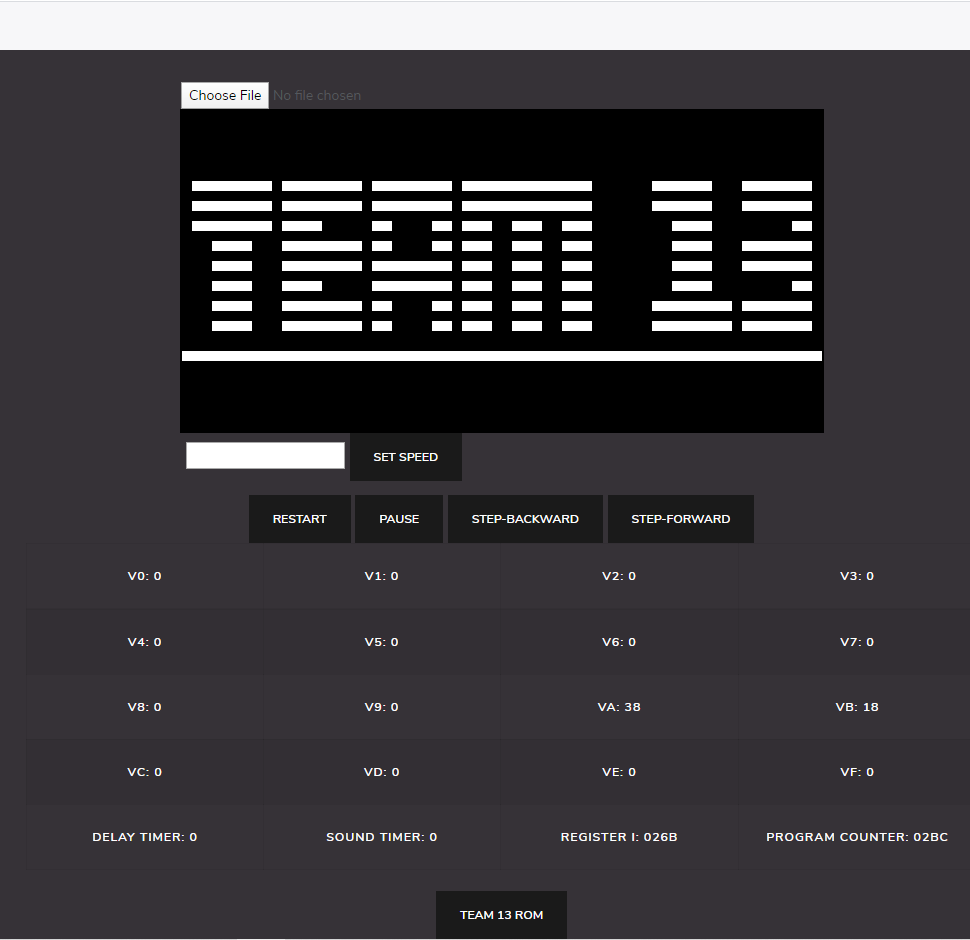 Choose File No file chosen
TEAM 13
SET SPEED
RESTART PAUSE STEP-BACKWARD STEP-FORWARD
V0: 0 V1: 0 V2: 0 V3: 0
V4: 0 V5: 0 V6: 0 V7: 0
V8: 0 V9: 0 VA: 38 VB: 18
VC: 0 VD: 0 VE: 0 VF: 0
DELAY TIMER: 0 SOUND TIMER: 0 REGISTER I: 026B PROGRAM COUNTER: 02BC
TEAM 13 ROM